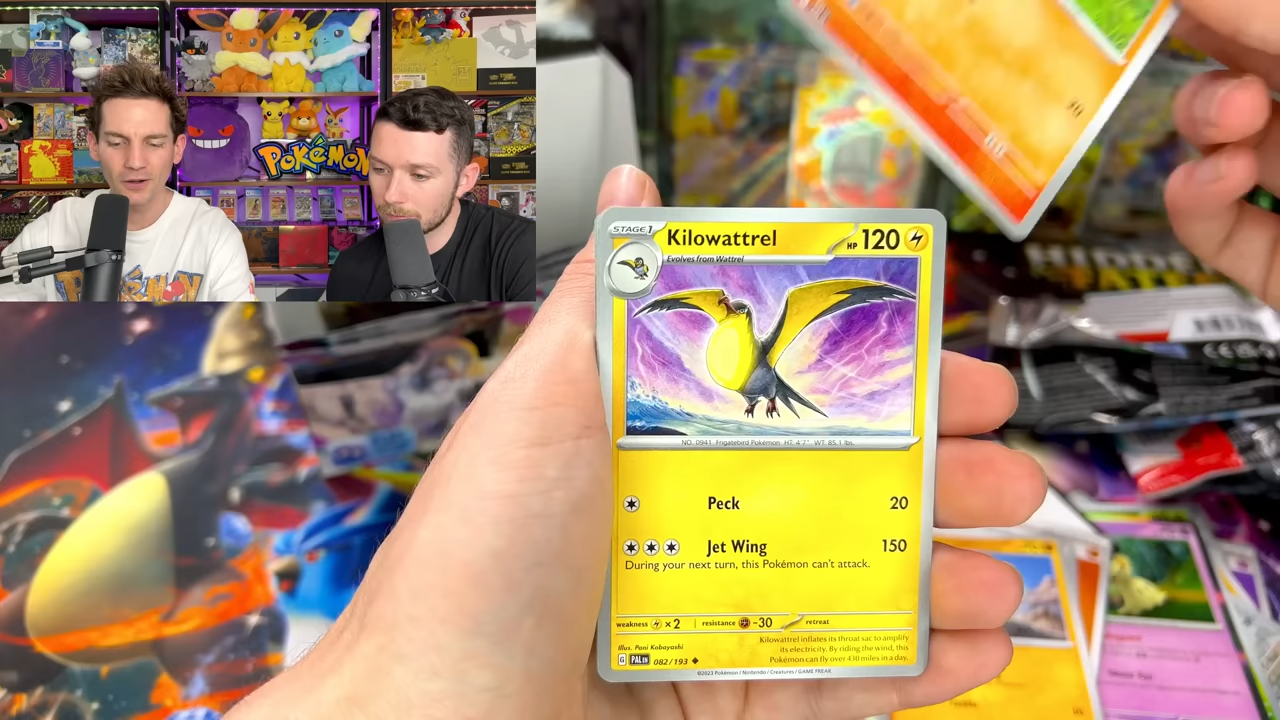 POKÉMON
STAGE1 Kilowattrel HP 120
Evolves from Wattrel
NO. 0941 Frigatebird Pokémon HT: 4'7" WT: 85.1 lbs.
Peck 20
Jet Wing 150
During your next turn, this Pokémon can't attack.
weakness ×2 resistance -30 retreat
Illus. Pani Kobayashi
Kilowattrel inflates its throat sac to amplify
its electricity. By riding the wind, this
Pokémon can fly over 430 miles in a day.
G PAL EN 082/193
©2023 Pokémon / Nintendo / Creatures / GAME FREAK